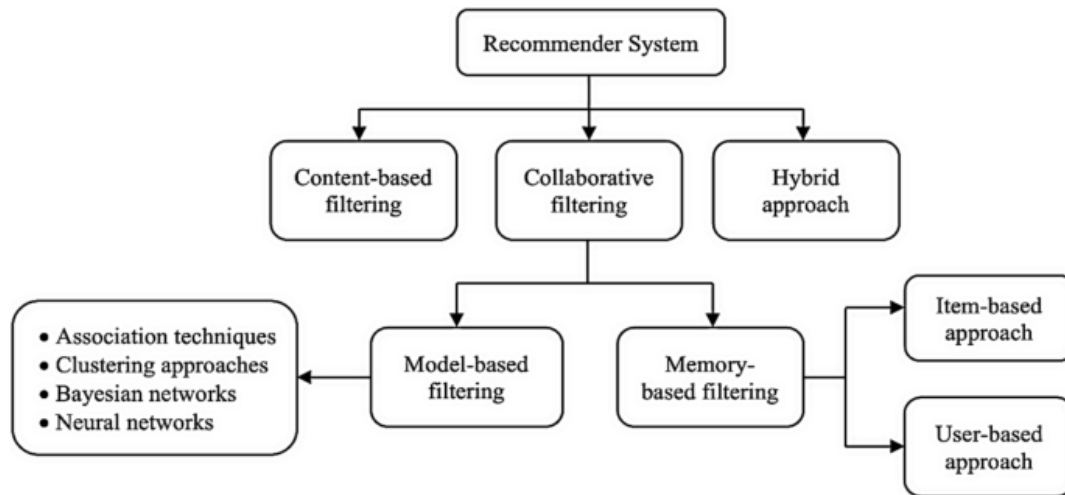 Recommender System
Content-based
filtering
Collaborative
filtering
Hybrid
approach
• Association techniques
• Clustering approaches
• Bayesian networks
• Neural networks
Model-based
filtering
Memory-
based filtering
Item-based
approach
User-based
approach